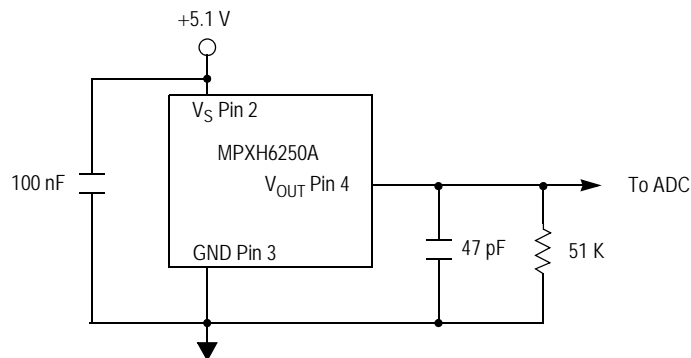 +5.1 V
V_S Pin 2
MPXH6250A
100 nF
V_OUT Pin 4
To ADC
GND Pin 3
47 pF
51 K